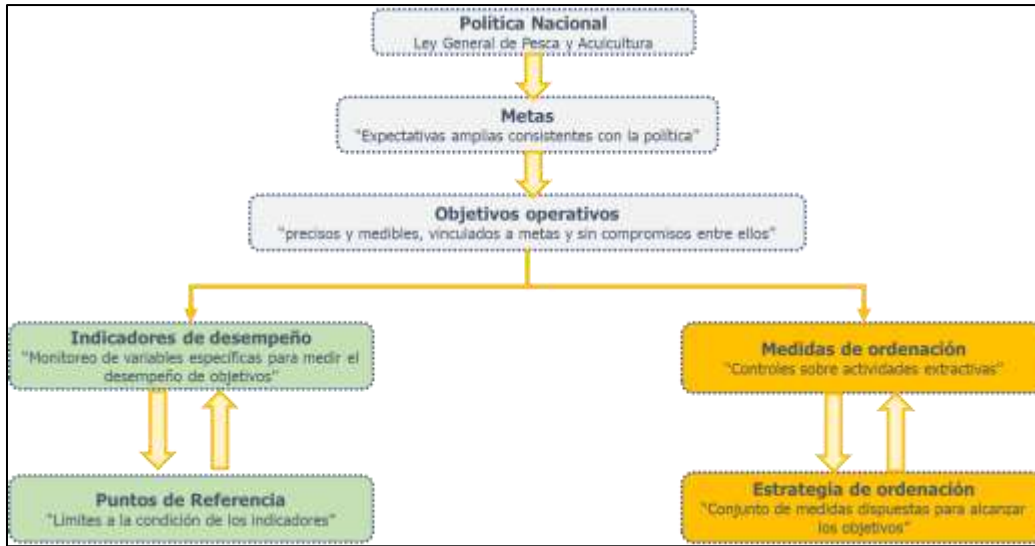 Política Nacional
Ley General de Pesca y Acuicultura
Metas
"Expectativas amplias consistentes con la política"
Objetivos operativos
"precisos y medibles, vinculados a metas y sin compromisos entre ellos"
Indicadores de desempeño
"Monitoreo de variables específicas para medir el
desempeño de objetivos"
Medidas de ordenación
"Controles sobre actividades extractivas"
Puntos de Referencia
"Límites a la condición de los indicadores"
Estrategia de ordenación
"Conjunto de medidas dispuestas para alcanzar
los objetivos"